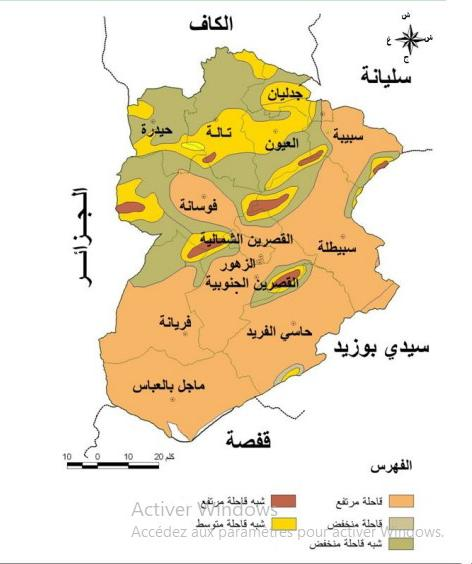 الكاف
ش
غ
ش
ج
سليانة
جدليان
حيدرة
تالة
العيون
سبيبة
فوسانة
الجزائر
القصرين الشمالية
سبيطلة
الزهور
القصرين الجنوبية
فريانة
حاسي الفريد
سيدي بوزيد
ماجل بالعباس
قفصة
10 0 10 20 كلم
الفهرس
قاحلة مرتفع
شبه قاحلة مرتفع
قاحلة منخفض
شبه قاحلة متوسط
شبه قاحلة منخفض
Activer Windows
Accédez aux paramètres pour activer Windows.